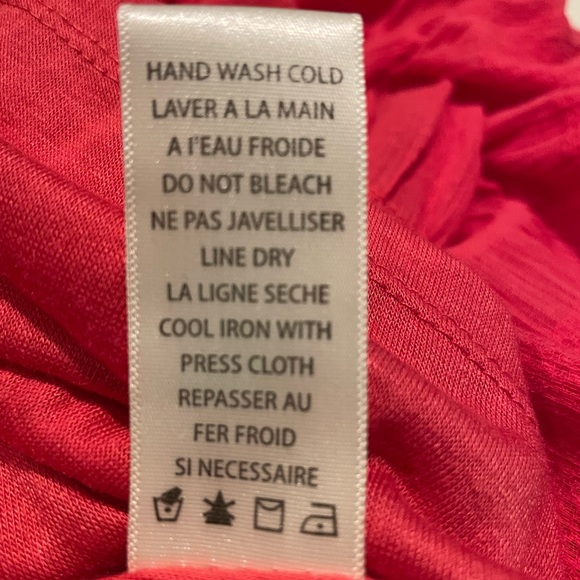 HAND WASH COLD
LAVER A LA MAIN
A I'EAU FROIDE
DO NOT BLEACH
NE PAS JAVELLISER
LINE DRY
LA LIGNE SECHE
COOL IRON WITH
PRESS CLOTH
REPASSER AU
FER FROID
SI NECESSAIRE